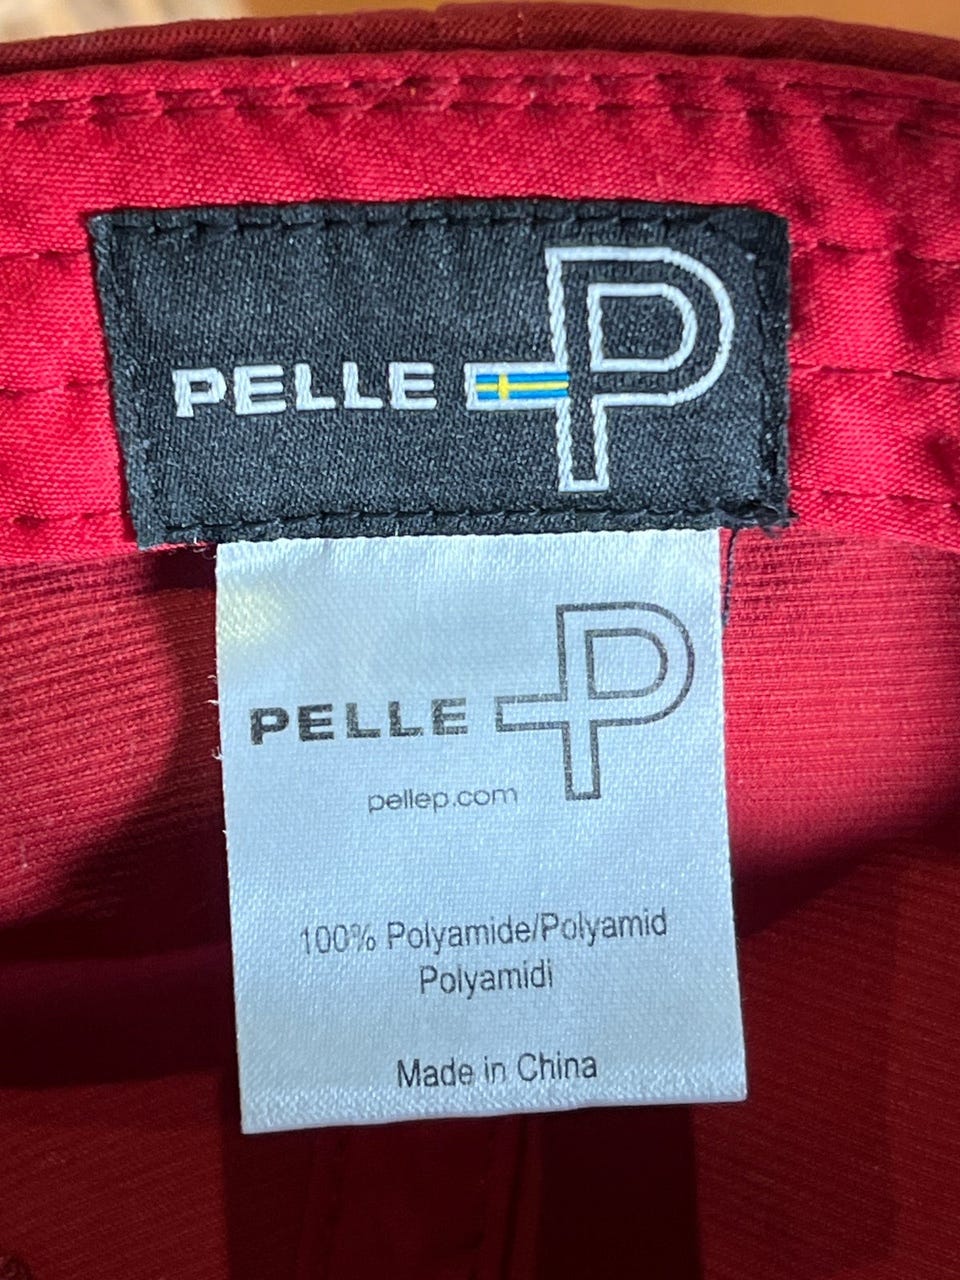 PELLE P
PELLE P
pellep.com
100% Polyamide/Polyamid
Polyamidi
Made in China